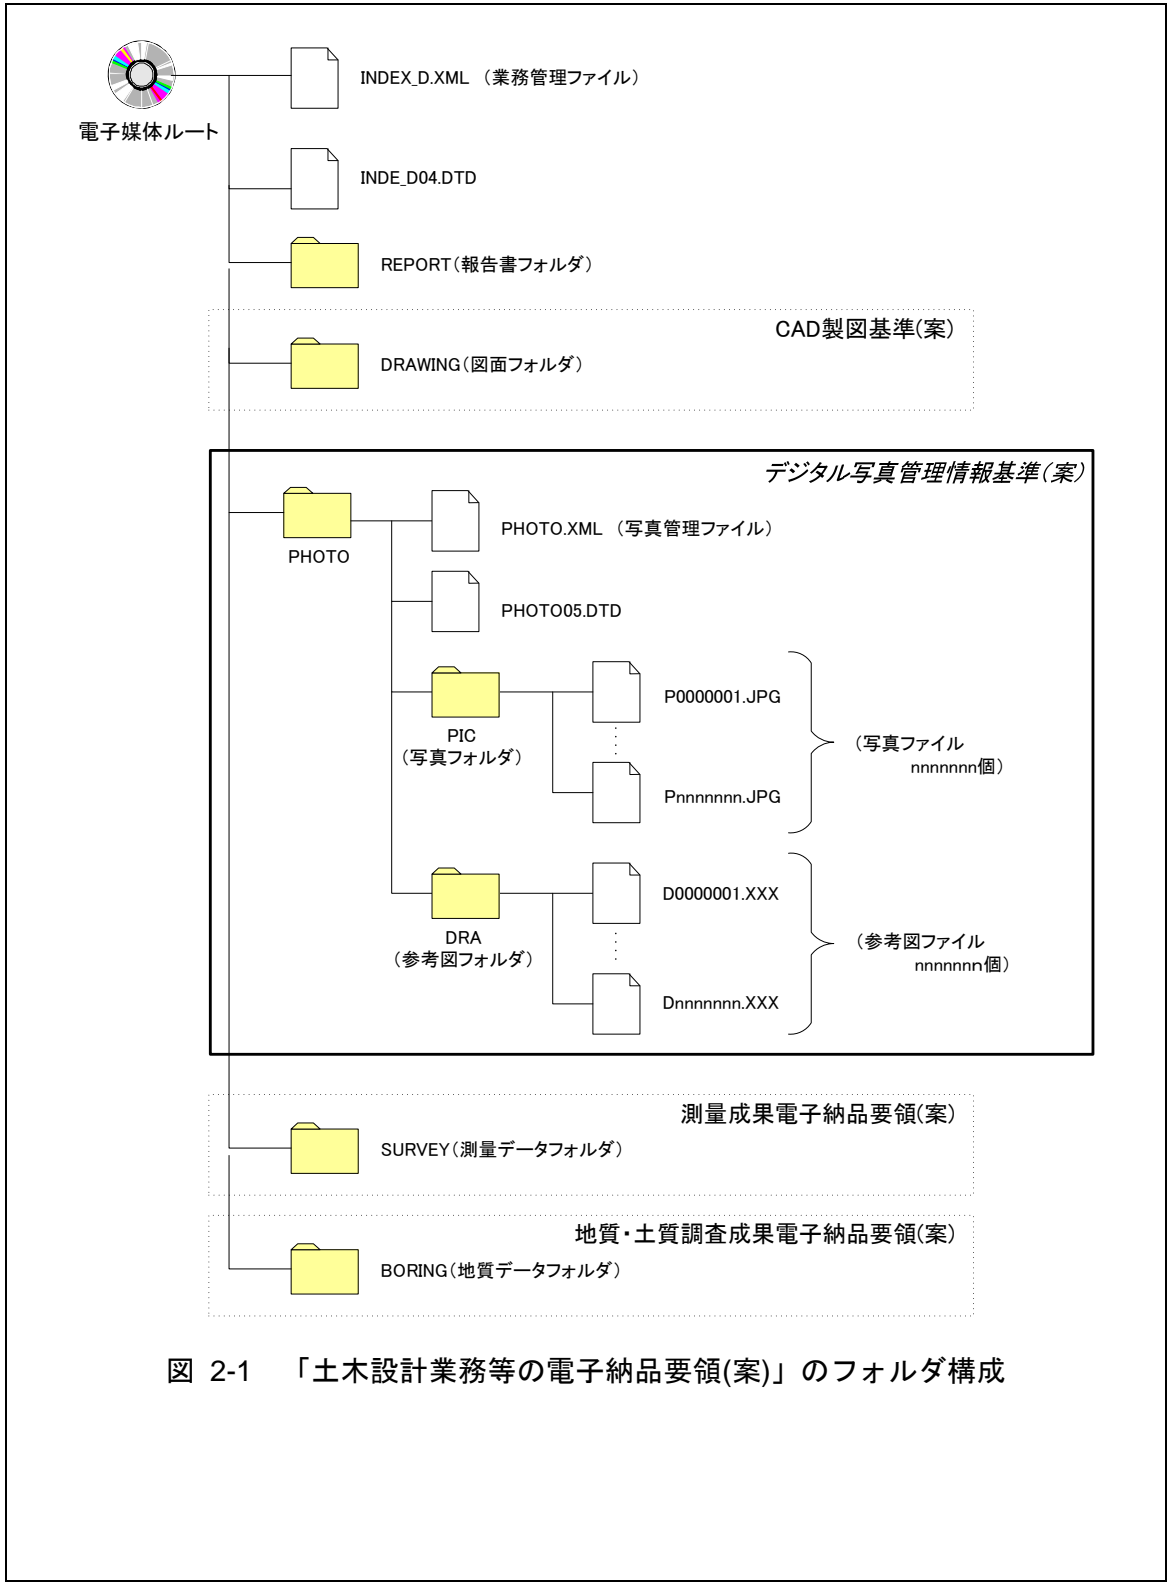 INDEX_D.XML （業務管理ファイル）
電子媒体ルート
INDE_D04.DTD
REPORT（報告書フォルダ）
CAD製図基準(案)
DRAWING（図面フォルダ）
デジタル写真管理情報基準(案)
PHOTO.XML （写真管理ファイル）
PHOTO
PHOTO05.DTD
P0000001.JPG
PIC
（写真フォルダ）
（写真ファイル
nnnnnnn個）
Pnnnnnnn.JPG
D0000001.XXX
DRA
（参考図フォルダ）
（参考図ファイル
nnnnnnn個）
Dnnnnnnn.XXX
測量成果電子納品要領(案)
SURVEY（測量データフォルダ）
地質・土質調査成果電子納品要領(案)
BORING（地質データフォルダ）
図 2-1 「土木設計業務等の電子納品要領(案)」のフォルダ構成